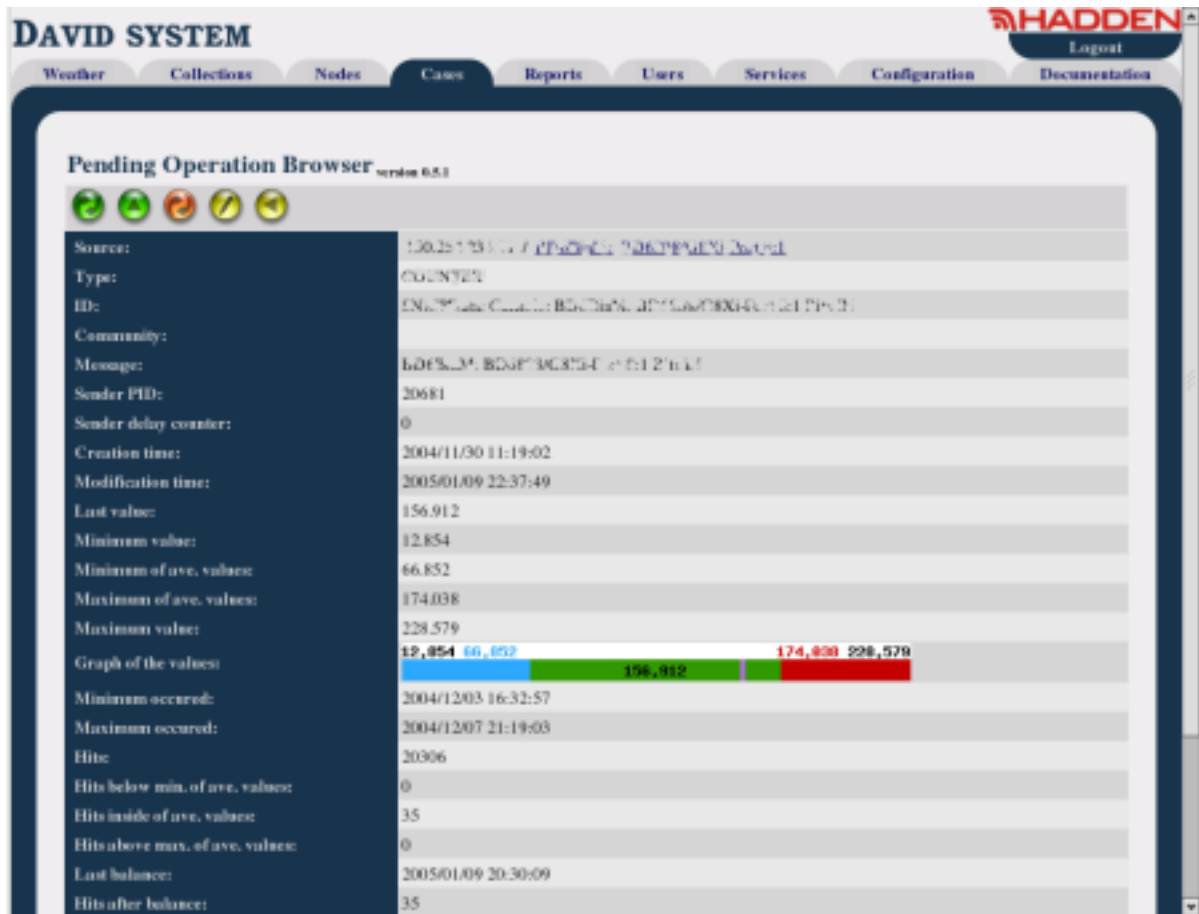 DAVID SYSTEM
HADDEN
Logout
Weather Collections Nodes Cases Reports Users Services Configuration Documentation
Pending Operation Browser version 0.5.1
Source:
Type: COUNTER
ID:
Community:
Message:
Sender PID: 20681
Sender delay counter: 0
Creation time: 2004/11/30 11:19:02
Modification time: 2005/01/09 22:37:49
Last value: 156.912
Minimum value: 12.854
Minimum of ave. values: 66.852
Maximum of ave. values: 174.038
Maximum value: 228.579
12,854 66,852 174,038 228,579
Graph of the values: 156,912
Minimum occured: 2004/12/03 16:32:57
Maximum occured: 2004/12/07 21:19:03
Hits: 20306
Hits below min. of ave. values: 0
Hits inside of ave. values: 35
Hits above max. of ave. values: 0
Last balance: 2005/01/09 20:30:09
Hits after balance: 35